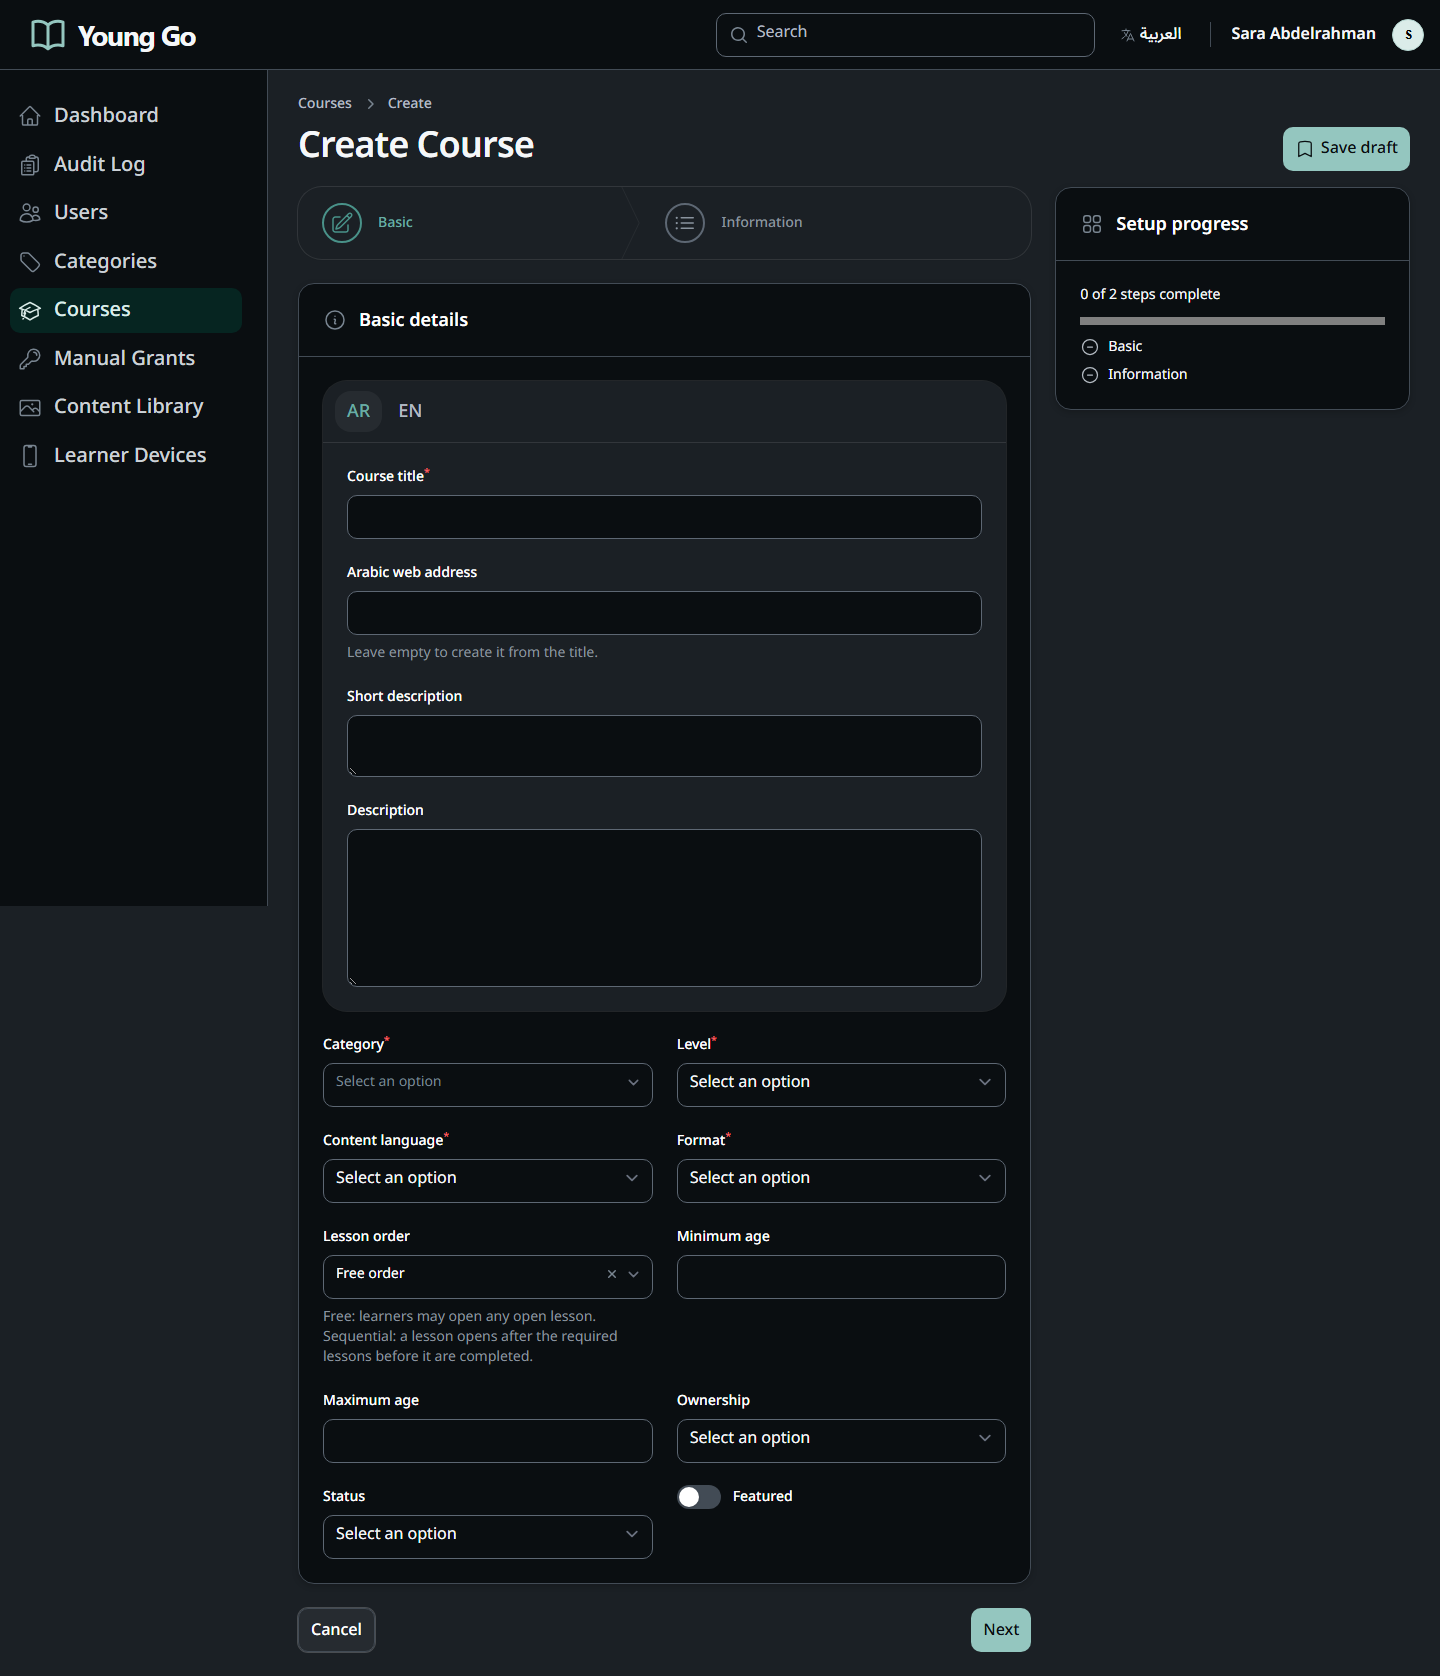 Young Go
Search
العربية
Sara Abdelrahman
S
Dashboard
Audit Log
Users
Categories
Courses
Manual Grants
Content Library
Learner Devices
Courses
Create
Create Course
Save draft
Basic
Information
Setup progress
0 of 2 steps complete
Basic
Information
Basic details
AR
EN
Course title*
Arabic web address
Leave empty to create it from the title.
Short description
Description
Category*
Level*
Select an option
Select an option
Content language*
Format*
Select an option
Select an option
Lesson order
Minimum age
Free order
Free: learners may open any open lesson.
Sequential: a lesson opens after the required
lessons before it are completed.
Maximum age
Ownership
Select an option
Status
Featured
Select an option
Cancel
Next